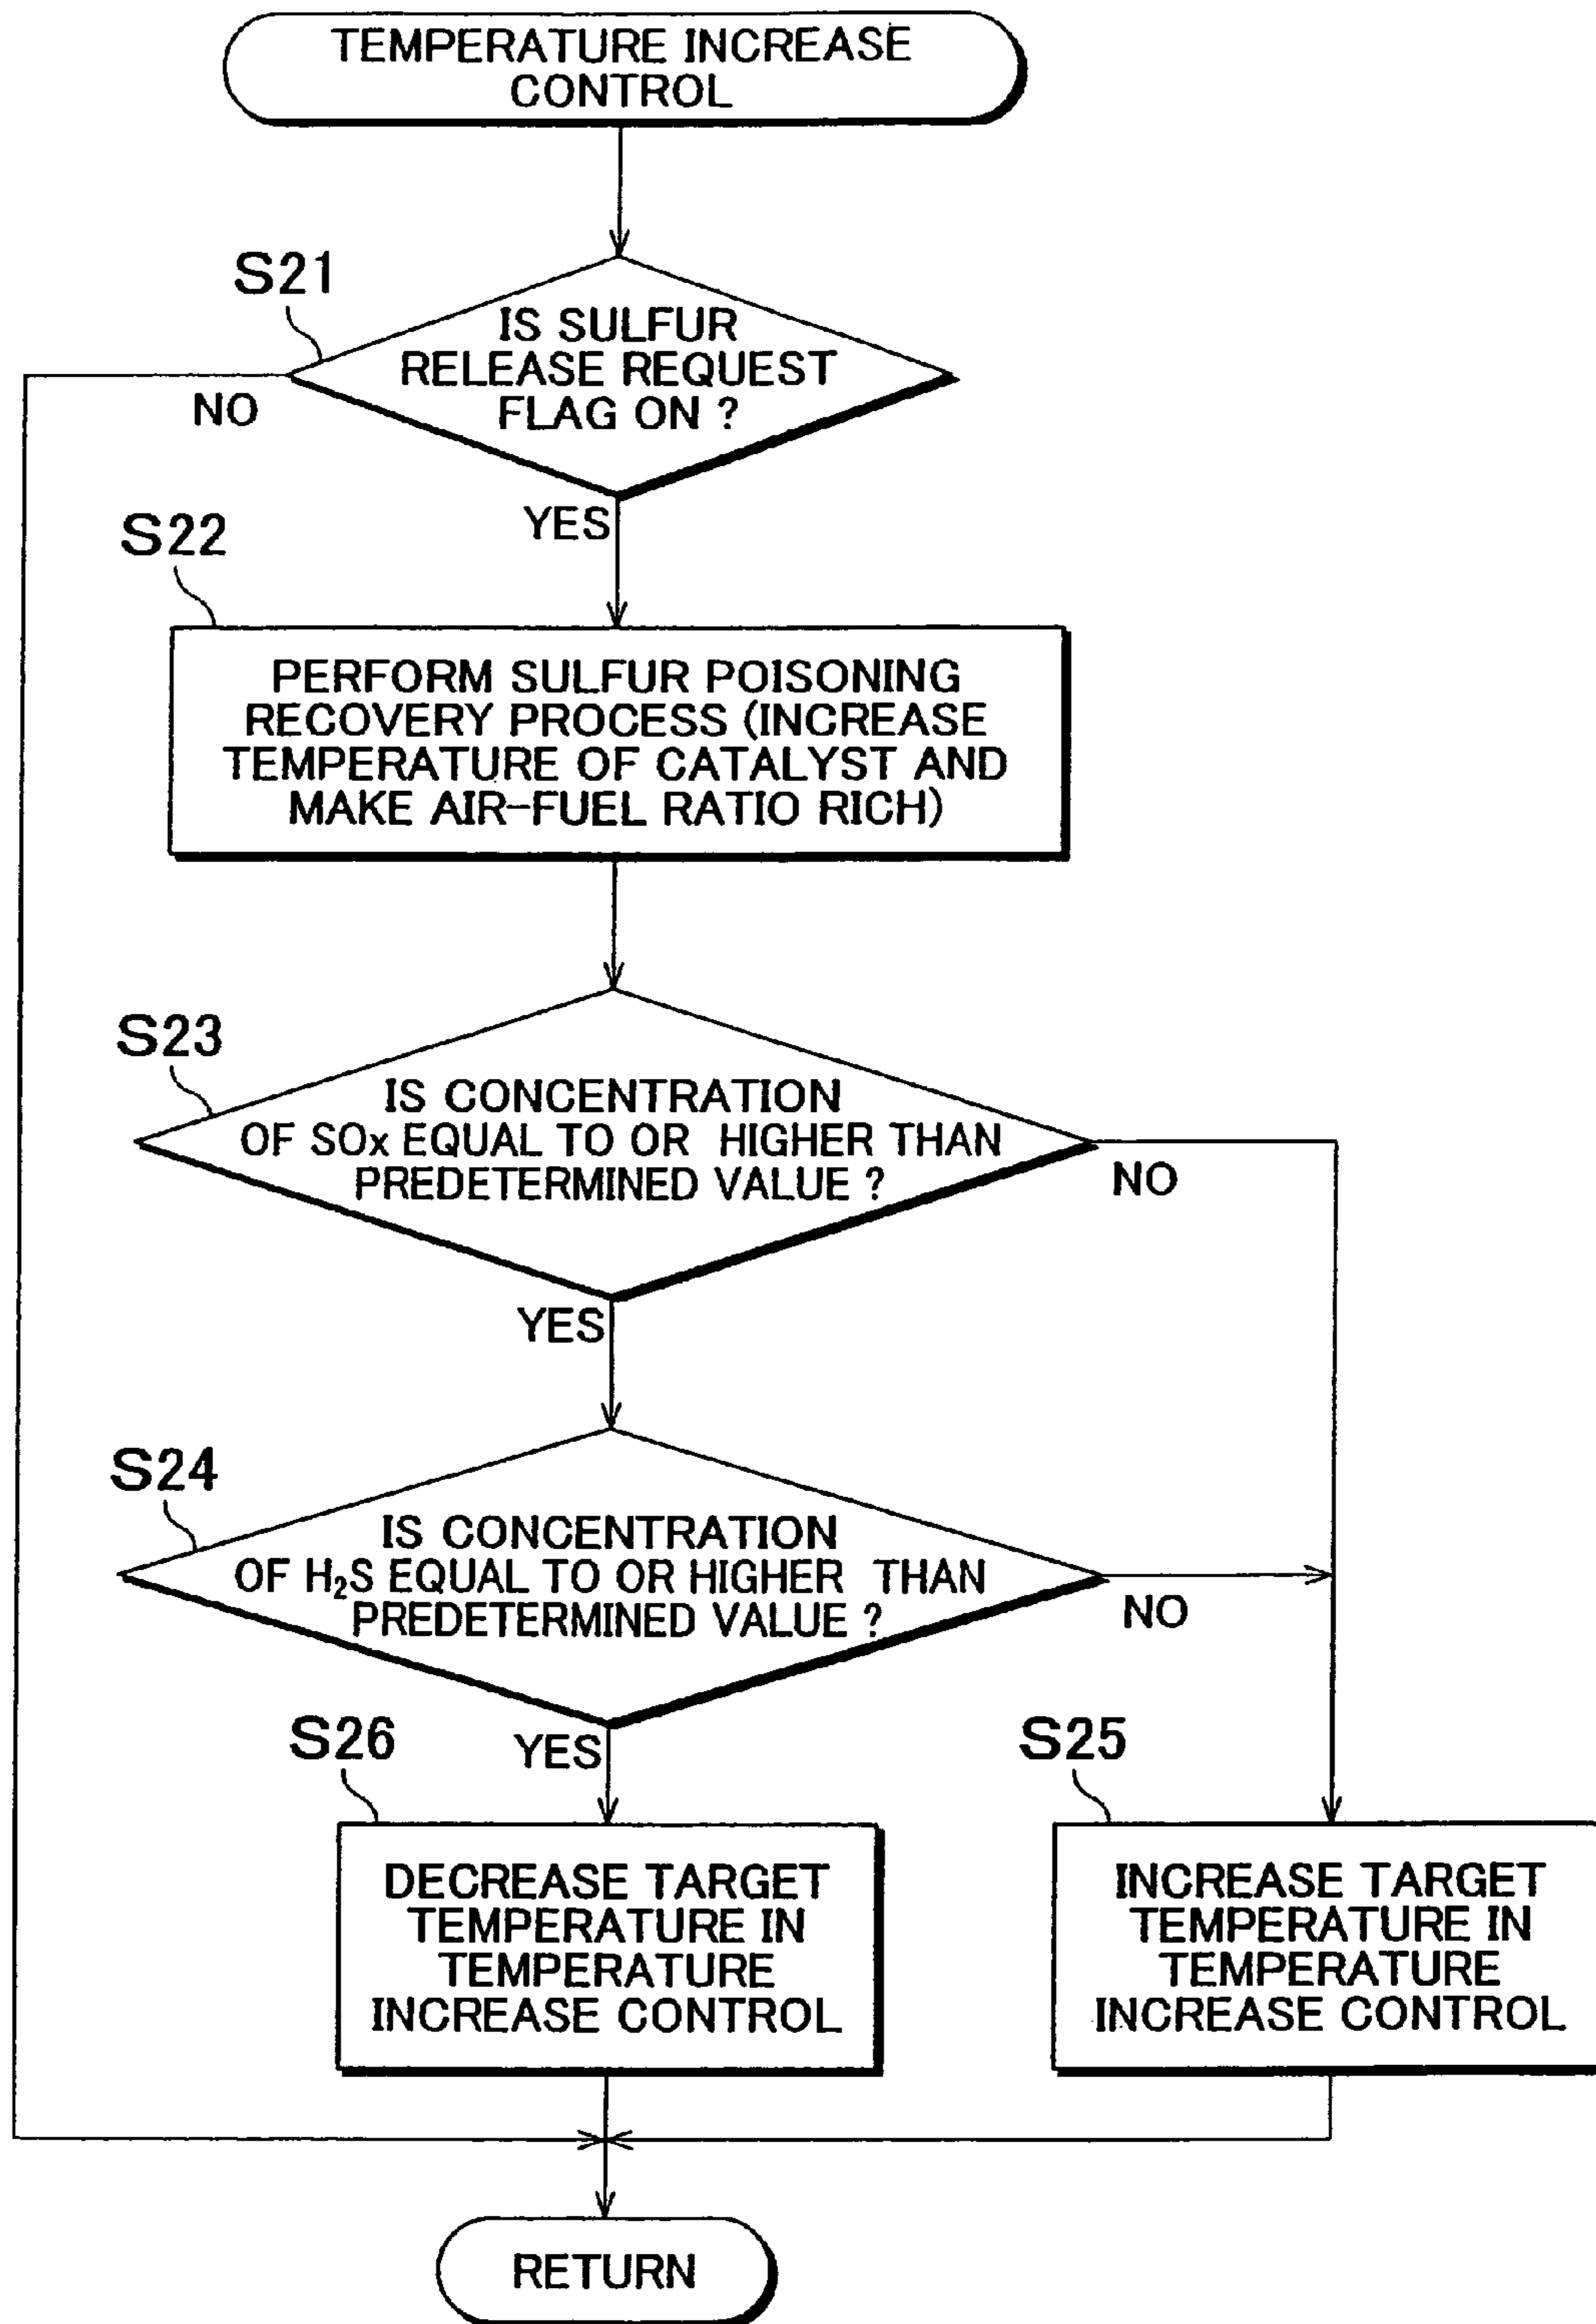 TEMPERATURE INCREASE
CONTROL
S21
IS SULFUR
RELEASE REQUEST
FLAG ON ?
NO
YES
S22
PERFORM SULFUR POISONING
RECOVERY PROCESS (INCREASE
TEMPERATURE OF CATALYST AND
MAKE AIR-FUEL RATIO RICH)
S23
IS CONCENTRATION
OF SOx EQUAL TO OR HIGHER THAN
PREDETERMINED VALUE ?
NO
YES
S24
IS CONCENTRATION
OF H₂S EQUAL TO OR HIGHER THAN
PREDETERMINED VALUE ?
NO
YES
S26
DECREASE TARGET
TEMPERATURE IN
TEMPERATURE
INCREASE CONTROL
S25
INCREASE TARGET
TEMPERATURE IN
TEMPERATURE
INCREASE CONTROL
RETURN